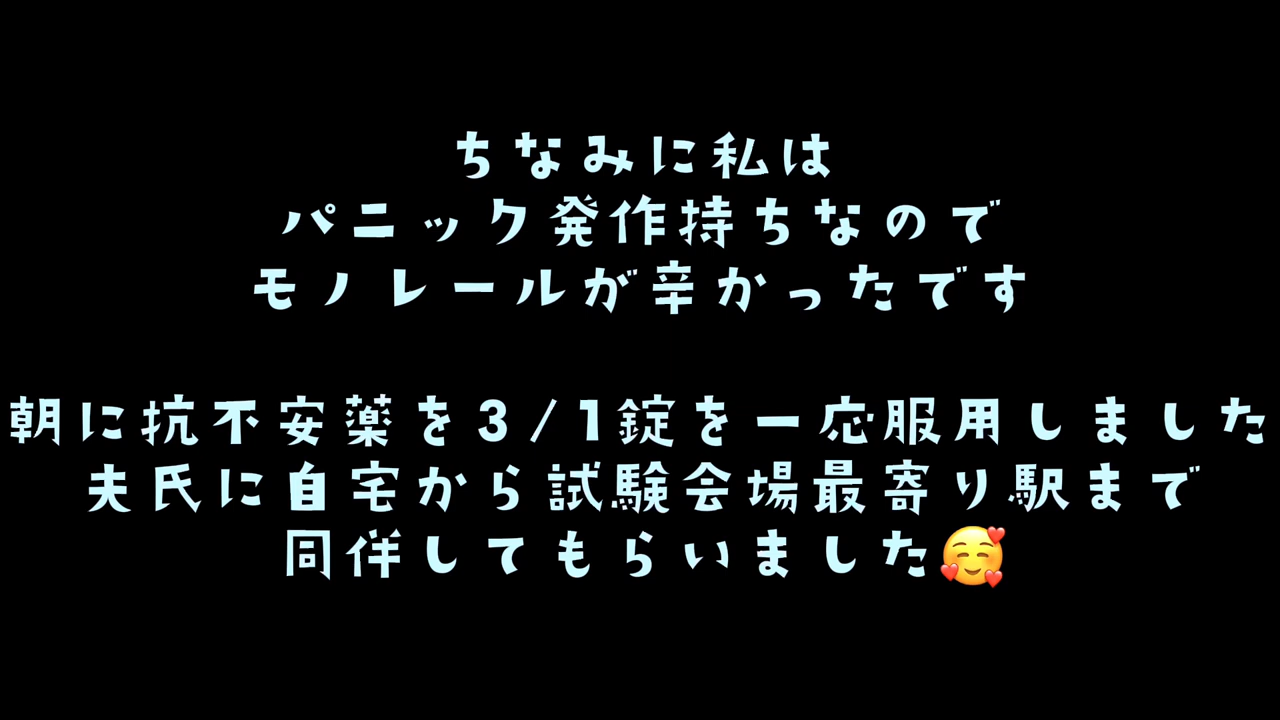 ちなみに私は
パニック発作持ちなので
モノレールが辛かったです
朝に抗不安薬を3/1錠を一応服用しました
夫氏に自宅から試験会場最寄り駅まで
同伴してもらいました🥰